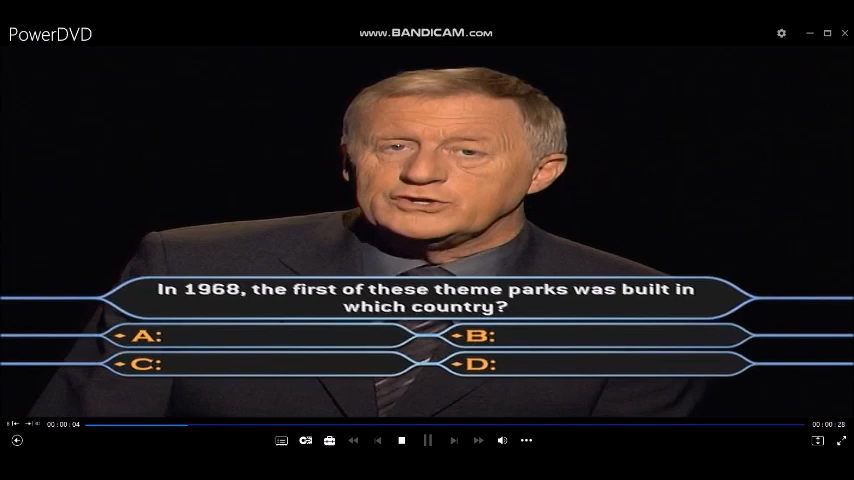 PowerDVD
www.BANDICAM.com
In 1968, the first of these theme parks was built in
which country?
A:
B:
C:
D:
00:00:04
00:00:28